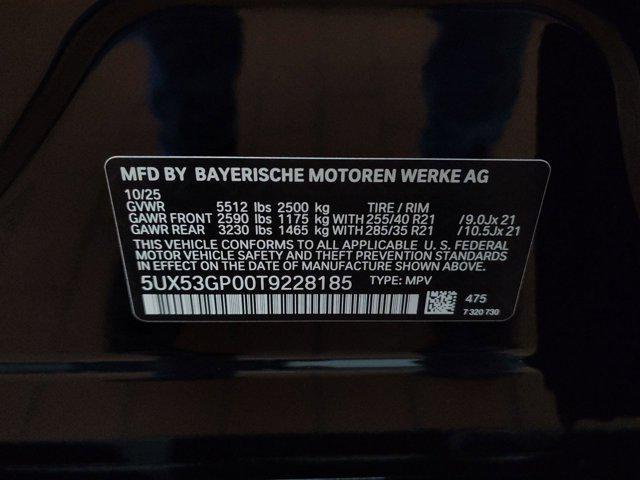 MFD BY BAYERISCHE MOTOREN WERKE AG
10/25
GVWR 5512 lbs 2500 kg TIRE / RIM
GAWR FRONT 2590 lbs 1175 kg WITH 255/40 R21 /9.0Jx 21
GAWR REAR 3230 lbs 1465 kg WITH 285/35 R21 /10.5Jx 21
THIS VEHICLE CONFORMS TO ALL APPLICABLE U. S. FEDERAL
MOTOR VEHICLE SAFETY AND THEFT PREVENTION STANDARDS
IN EFFECT ON THE DATE OF MANUFACTURE SHOWN ABOVE.
5UX53GP00T9228185 TYPE: MPV
475
7 320 730